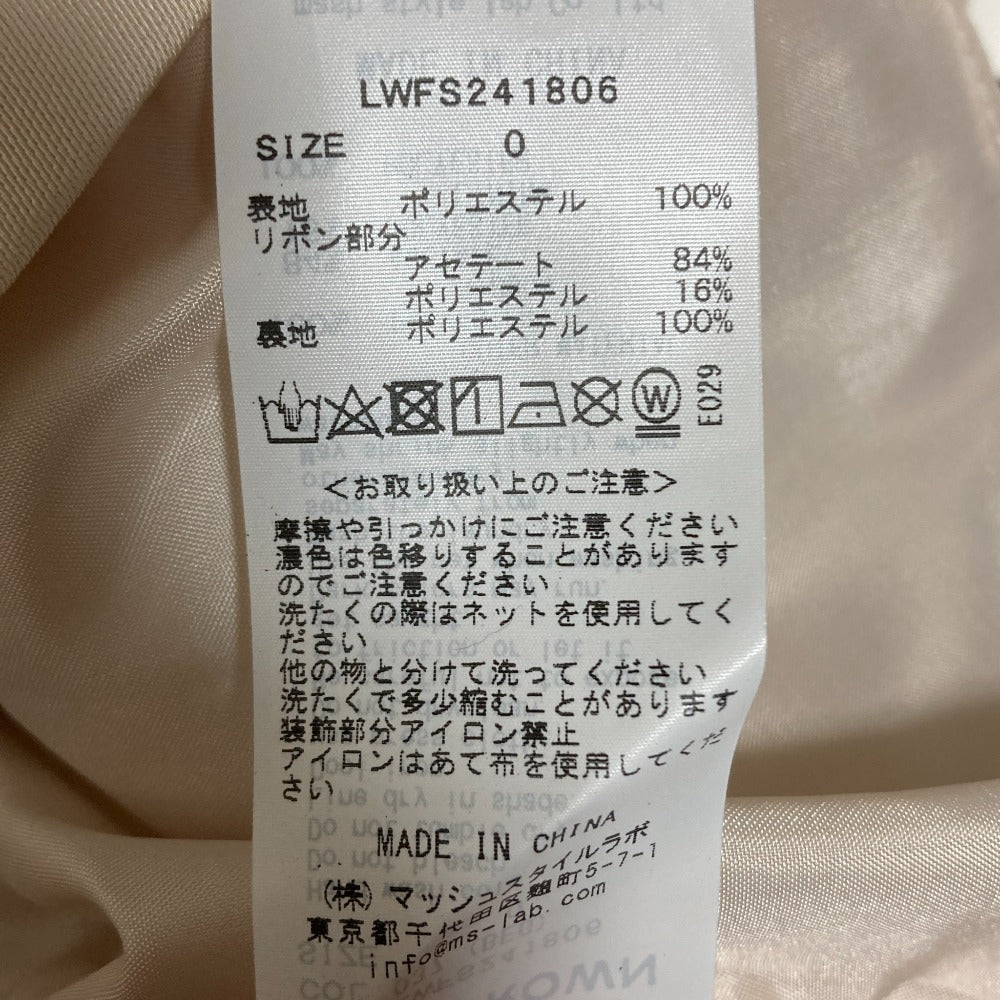 LWFS241806
SIZE 0
表地 ポリエステル 100%
リボン部分
アセテート 84%
ポリエステル 16%
裏地 ポリエステル 100%
W E029
<お取り扱い上のご注意>
摩擦や引っかけにご注意ください
濃色は色移りすることがあります
のでご注意ください
洗たくの際はネットを使用してく
ださい
他の物と分けて洗ってください
洗たくで多少縮むことがあります
装飾部分アイロン禁止
アイロンはあて布を使用してくだ
さい
MADE IN CHINA
(株)マッシュスタイルラボ
東京都千代田区麹町5-7-1
info@ms-lab.com